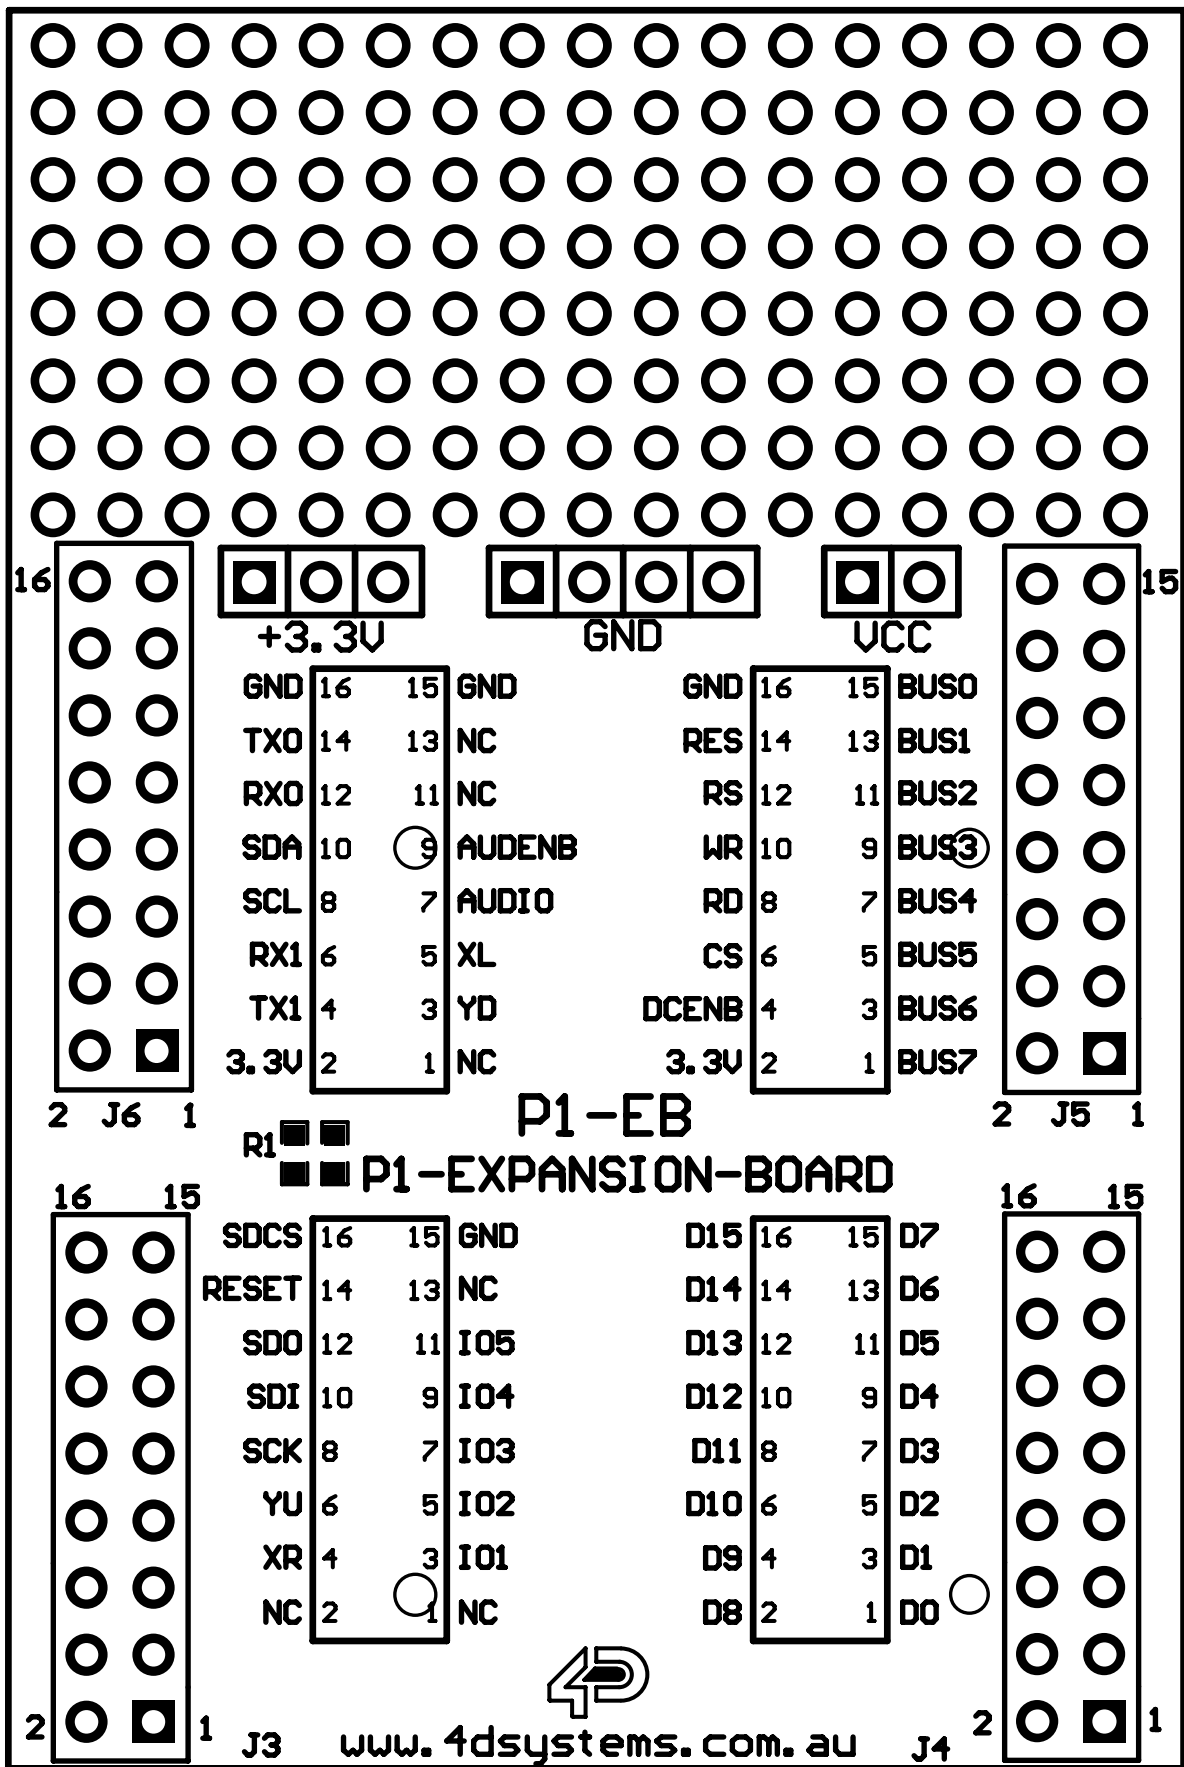 16 15
+3.3V GND VCC
GND 16 15 GND GND 16 15 BUS0
TX0 14 13 NC RES 14 13 BUS1
RX0 12 11 NC RS 12 11 BUS2
SDA 10 9 AUDENB WR 10 9 BUS3
SCL 8 7 AUDIO RD 8 7 BUS4
RX1 6 5 XL CS 6 5 BUS5
TX1 4 3 YD DCENB 4 3 BUS6
3.3V 2 1 NC 3.3V 2 1 BUS7
2 J6 1 P1-EB 2 J5 1
R1 P1-EXPANSION-BOARD
16 15 16 15
SDCS 16 15 GND D15 16 15 D7
RESET 14 13 NC D14 14 13 D6
SDO 12 11 IO5 D13 12 11 D5
SDI 10 9 IO4 D12 10 9 D4
SCK 8 7 IO3 D11 8 7 D3
YU 6 5 IO2 D10 6 5 D2
XR 4 3 IO1 D9 4 3 D1
NC 2 1 NC D8 2 1 D0
4D
2 1 2 1
J3 www.4dsystems.com.au J4